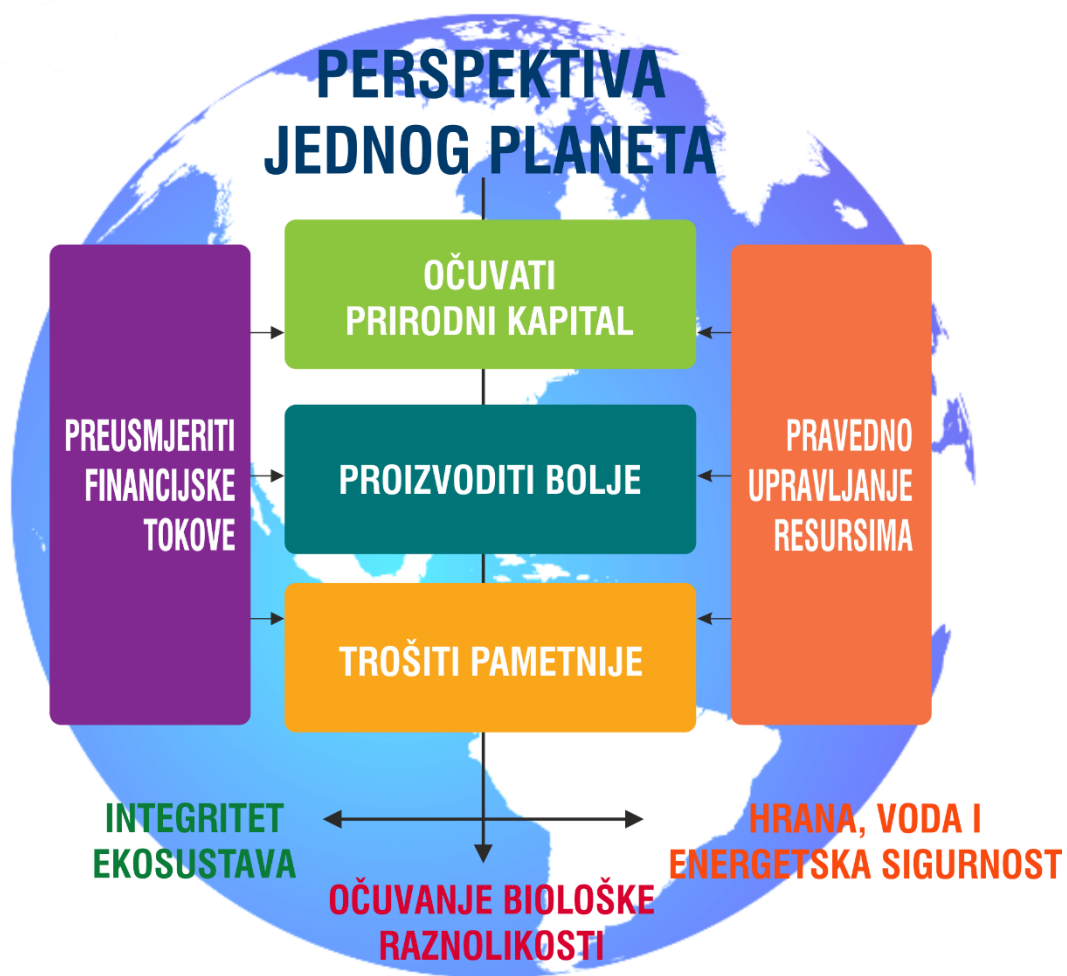 PERSPEKTIVA
JEDNOG PLANETA
OČUVATI
PRIRODNI KAPITAL
PREUSMJERITI
FINANCIJSKE
TOKOVE
PROIZVODITI BOLJE
PRAVEDNO
UPRAVLJANJE
RESURSIMA
TROŠITI PAMETNIJE
INTEGRITET
EKOSUSTAVA
HRANA, VODA I
ENERGETSKA SIGURNOST
OČUVANJE BIOLOŠKE
RAZNOLIKOSTI